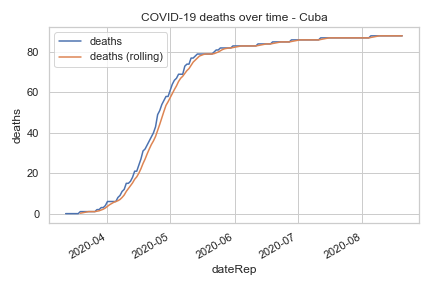 COVID-19 deaths over time - Cuba
deaths
deaths (rolling)
deaths
80
60
40
20
0
2020-04
2020-05
2020-06
2020-07
2020-08
dateRep